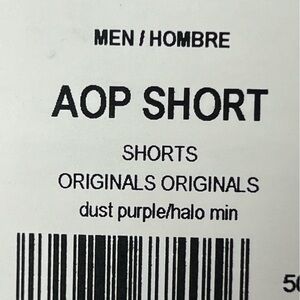 MEN / HOMBRE
AOP SHORT
SHORTS
ORIGINALS ORIGINALS
dust purple/halo min